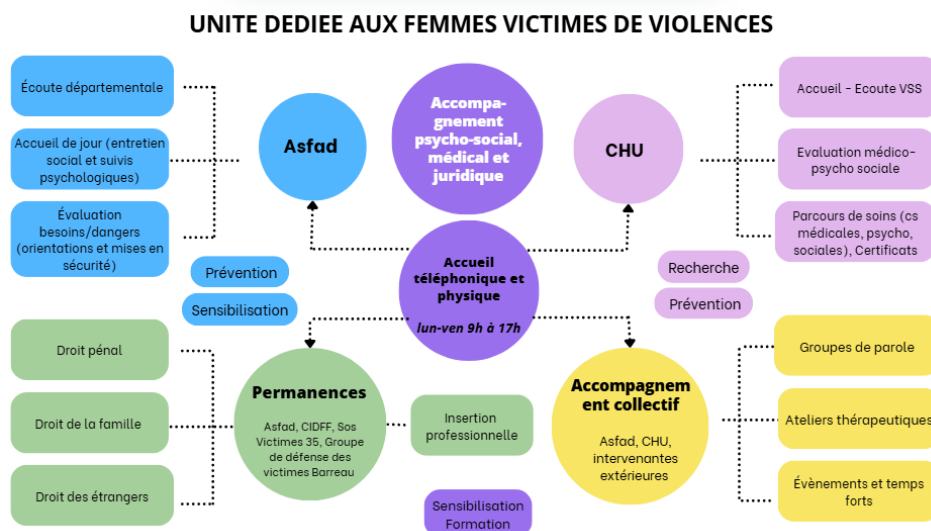 UNITE DEDIEE AUX FEMMES VICTIMES DE VIOLENCES
Écoute départementale
Accueil de jour (entretien
social et suivis
psychologiques)
Évaluation
besoins/dangers
(orientations et mises en
sécurité)
Asfad
Prévention
Sensibilisation
Accompa-
gnement
psycho-social,
médical et
juridique
Accueil
téléphonique et
physique
lun-ven 9h à 17h
CHU
Accueil - Ecoute VSS
Evaluation médico-
psycho sociale
Parcours de soins (cs
médicales, psycho,
sociales), Certificats
Recherche
Prévention
Droit pénal
Droit de la famille
Droit des étrangers
Permanences
Asfad, CIDFF, Sos
Victimes 35, Groupe
de défense des
victimes Barreau
Insertion
professionnelle
Sensibilisation
Formation
Accompagnem
ent collectif
Asfad, CHU,
intervenantes
extérieures
Groupes de parole
Ateliers thérapeutiques
Évènements et temps
forts